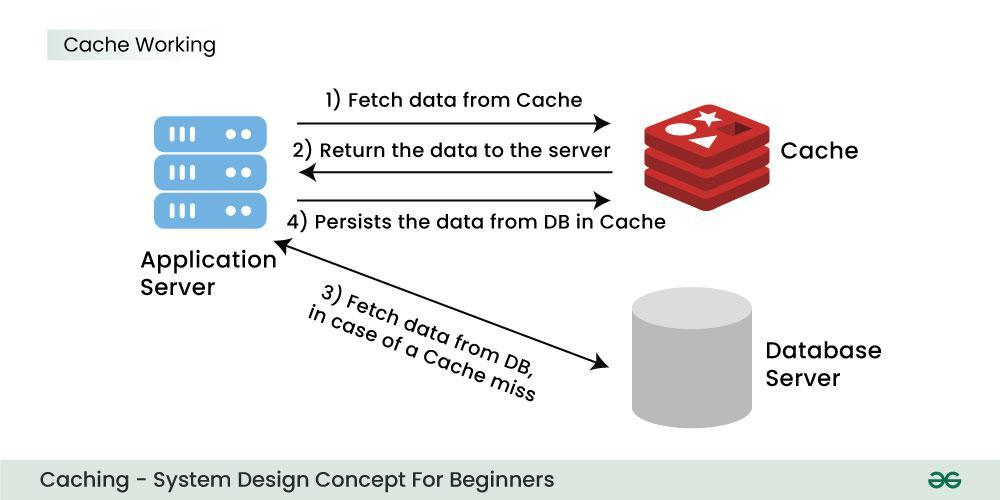 Cache Working
1) Fetch data from Cache
2) Return the data to the server
Cache
4) Persists the data from DB in Cache
Application
Server
3) Fetch data from DB,
in case of a Cache miss
Database
Server
Caching - System Design Concept For Beginners